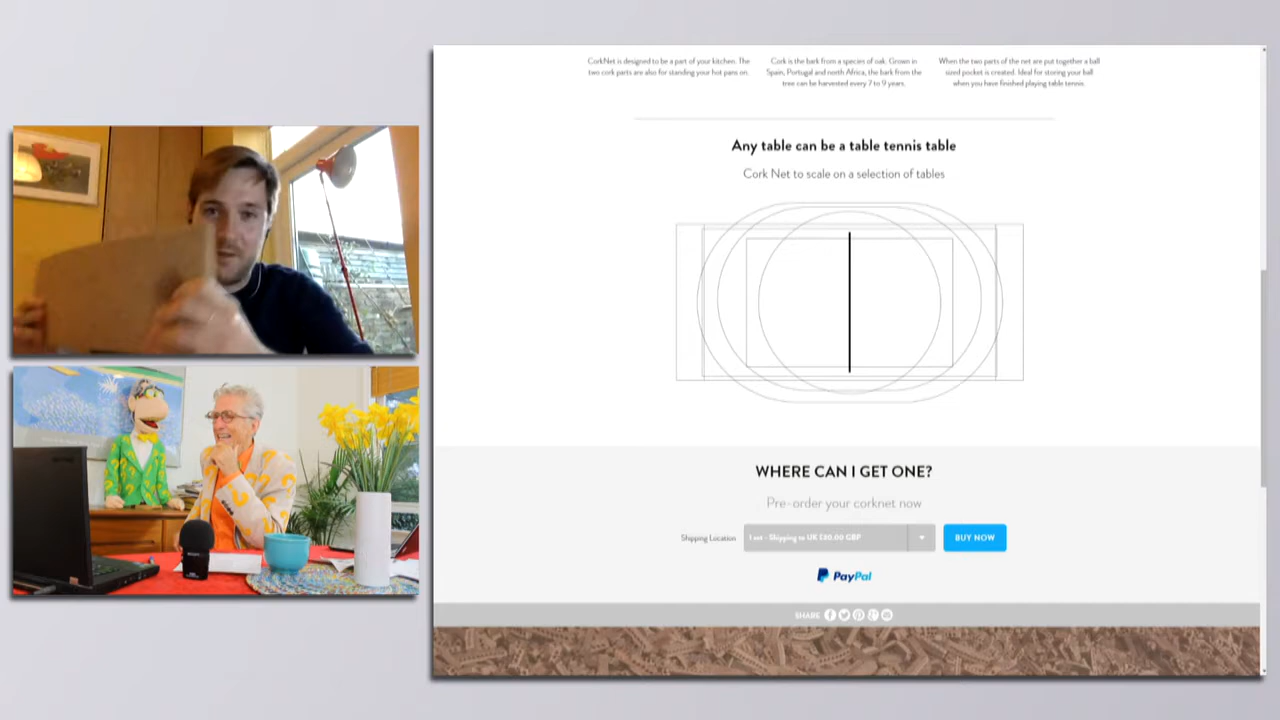 CorkNet is designed to be a part of your kitchen. The
two cork parts are also for standing your hot pans on.
Cork is the bark from a species of oak. Grown in
Spain, Portugal and north Africa, the bark from the
tree can be harvested every 7 to 9 years.
When the two parts of the net are put together a ball
sized pocket is created. Ideal for storing your ball
when you have finished playing table tennis.
Any table can be a table tennis table
Cork Net to scale on a selection of tables
WHERE CAN I GET ONE?
Pre-order your corknet now
Shipping Location
1 set - Shipping to UK £20.00 GBP
BUY NOW
PayPal
SHARE